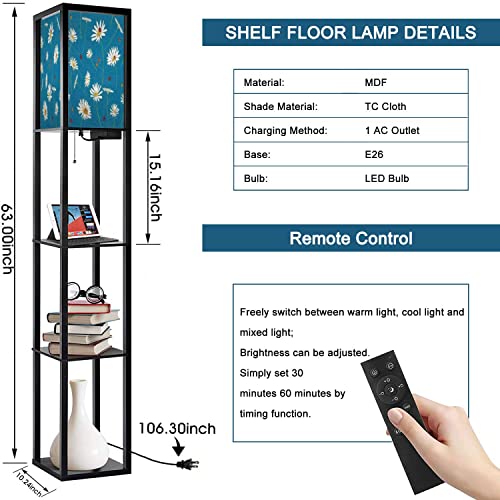 SHELF FLOOR LAMP DETAILS
Material: MDF
Shade Material: TC Cloth
Charging Method: 1 AC Outlet
Base: E26
Bulb: LED Bulb
Remote Control
Freely switch between warm light, cool light and
mixed light;
Brightness can be adjusted.
Simply set 30
minutes 60 minutes by
timing function.
63.00inch
15.16inch
106.30inch
10.24inch